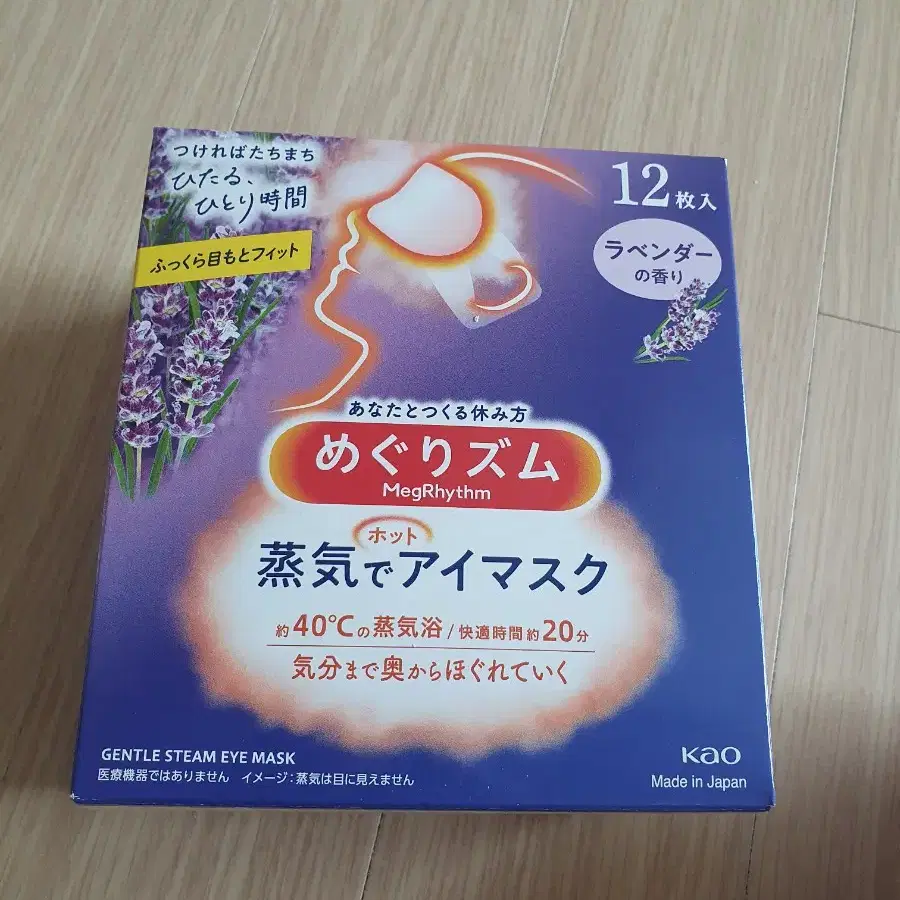 つければたちまち
ひたる、
ひとり時間
ふっくら目もとフィット
12枚入
ラベンダー
の香り
あなたとつくる休み方
めぐりズム
MegRhythm
ホット
蒸気でアイマスク
約40℃の蒸気浴/快適時間約20分
気分まで奥からほぐれていく
GENTLE STEAM EYE MASK
医療機器ではありません イメージ:蒸気は目に見えません
Kao
Made in Japan